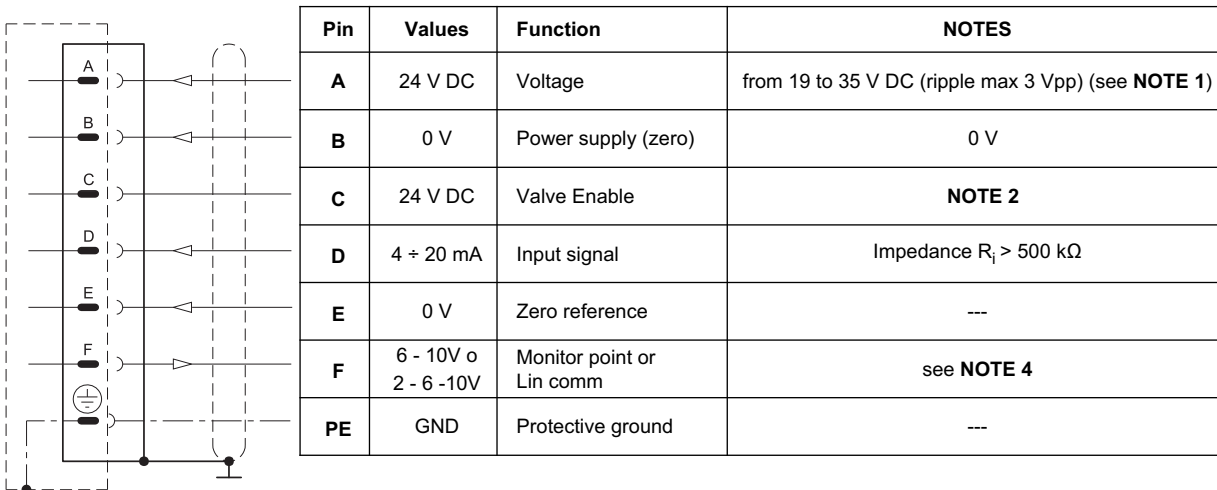 Pin Values Function NOTES
A
A 24 V DC Voltage from 19 to 35 V DC (ripple max 3 Vpp) (see NOTE 1)
B
B 0 V Power supply (zero) 0 V
C
C 24 V DC Valve Enable NOTE 2
D
D 4 ÷ 20 mA Input signal Impedance Ri > 500 kΩ
E
E 0 V Zero reference ---
F
F 6 - 10V o
2 - 6 -10V Monitor point or
Lin comm see NOTE 4
PE GND Protective ground ---